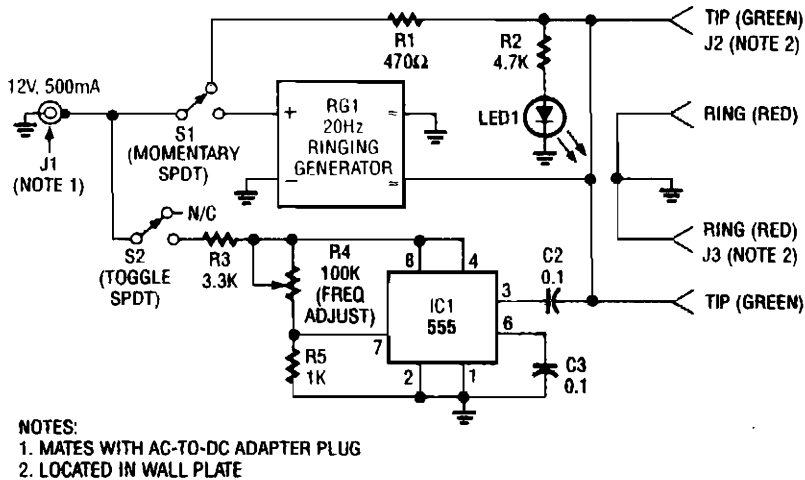 TIP (GREEN)
J2 (NOTE 2)
R1
470Ω
R2
4.7K
12V, 500mA
J1
(NOTE 1)
S1
(MOMENTARY
SPDT)
+
−
RG1
20Hz
RINGING
GENERATOR
=
=
LED1
RING (RED)
RING (RED)
J3 (NOTE 2)
N/C
S2
(TOGGLE
SPDT)
R3
3.3K
R4
100K
(FREQ
ADJUST)
R5
1K
8
4
IC1
555
3
6
7
2
1
C2
0.1
C3
0.1
TIP (GREEN)
NOTES:
1. MATES WITH AC-TO-DC ADAPTER PLUG
2. LOCATED IN WALL PLATE